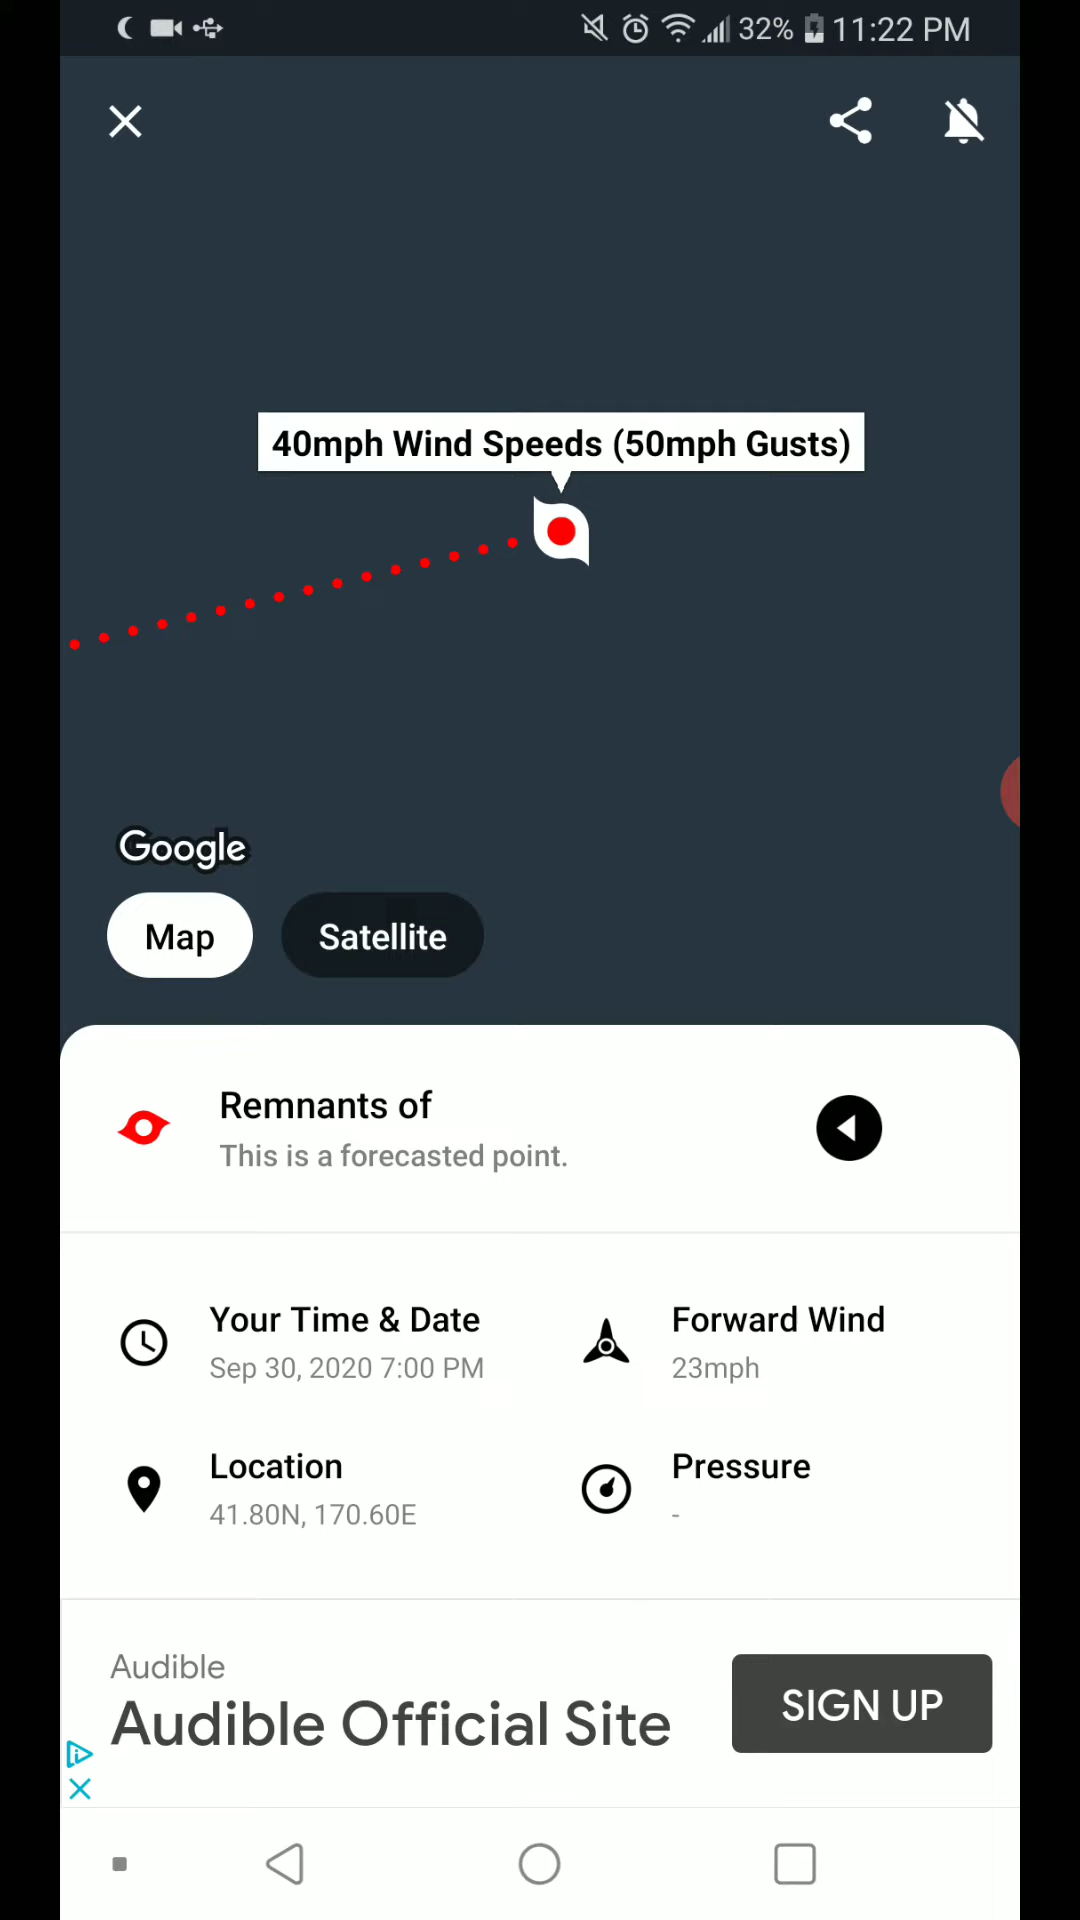 32% 11:22 PM
40mph Wind Speeds (50mph Gusts)
Google
Map Satellite
Remnants of
This is a forecasted point.
Your Time & Date
Sep 30, 2020 7:00 PM
Forward Wind
23mph
Location
41.80N, 170.60E
Pressure
-
Audible
Audible Official Site
SIGN UP